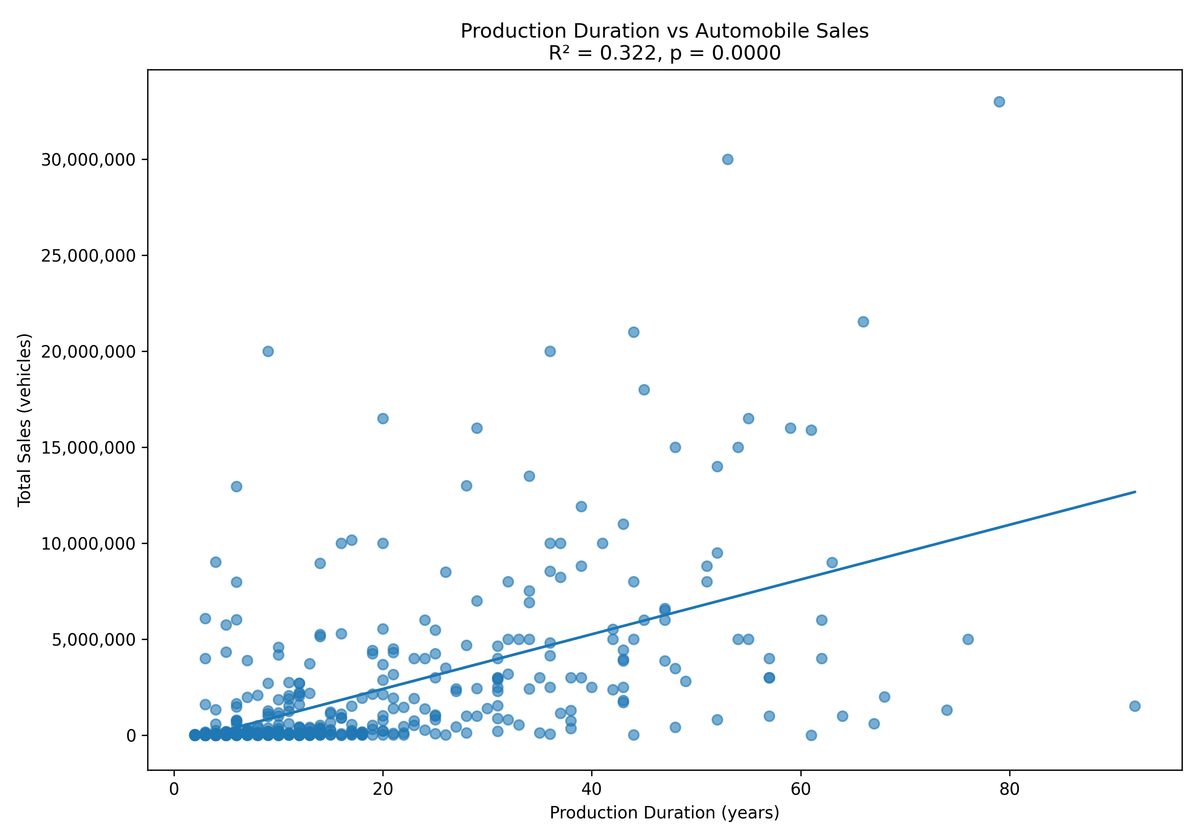 Production Duration vs Automobile Sales
R² = 0.322, p = 0.0000
Total Sales (vehicles)
30,000,000
25,000,000
20,000,000
15,000,000
10,000,000
5,000,000
0
0 20 40 60 80
Production Duration (years)